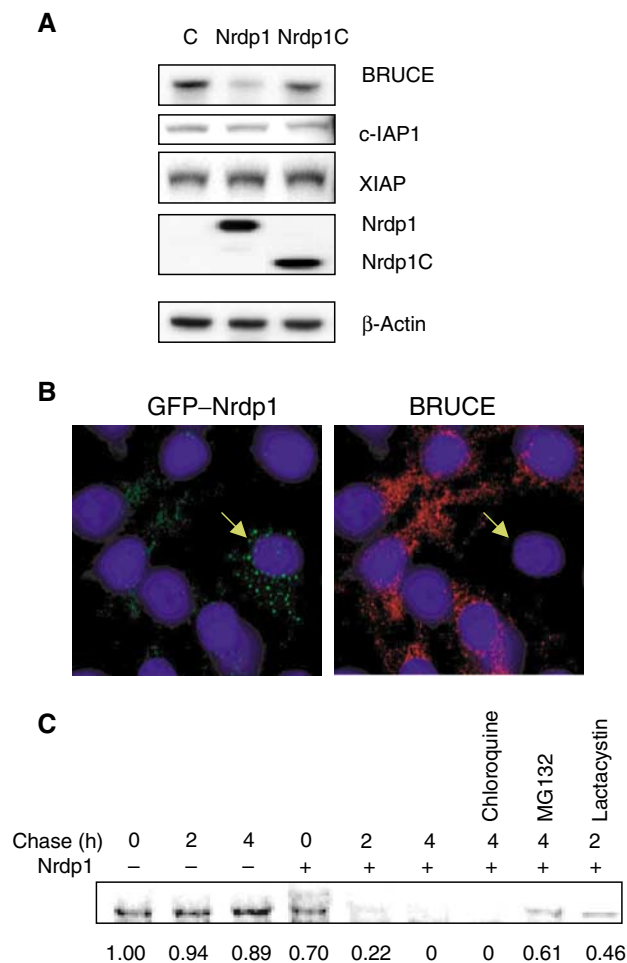 A
C Nrdp1 Nrdp1C
BRUCE
c-IAP1
XIAP
Nrdp1
Nrdp1C
β-Actin
B
GFP–Nrdp1 BRUCE
C
Chloroquine
MG132
Lactacystin
Chase (h) 0 2 4 0 2 4 4 4 2
Nrdp1 – – – + + + + + +
1.00 0.94 0.89 0.70 0.22 0 0 0.61 0.46